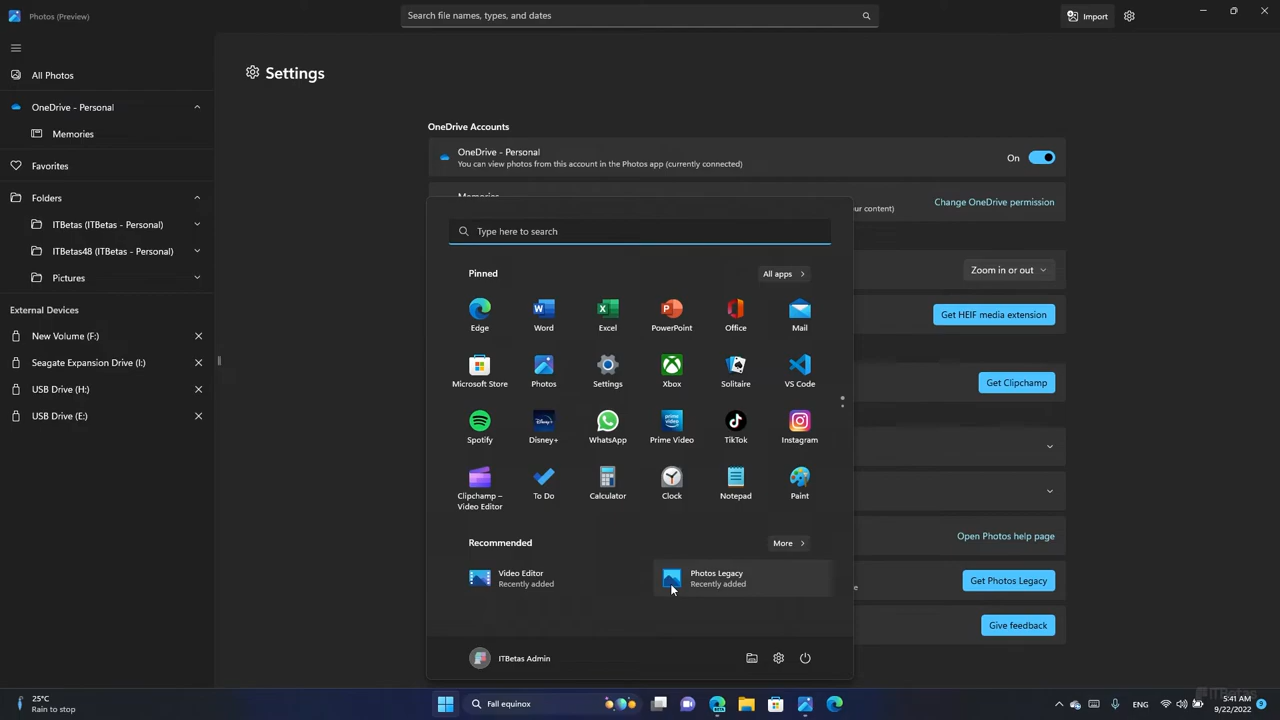 Photos (Preview)
Search file names, types, and dates
Import
All Photos
OneDrive - Personal
Memories
Favorites
Folders
ITBetas (ITBetas - Personal)
ITBetas48 (ITBetas - Personal)
Pictures
External Devices
New Volume (F:)
Seagate Expansion Drive (I:)
USB Drive (H:)
USB Drive (E:)
Settings
OneDrive Accounts
OneDrive - Personal
You can view photos from this account in the Photos app (currently connected)
On
Memories
our content)
Change OneDrive permission
Zoom in or out
Get HEIF media extension
Get Clipchamp
Open Photos help page
Get Photos Legacy
Give feedback
Type here to search
Pinned
All apps
Edge
Word
Excel
PowerPoint
Office
Mail
Microsoft Store
Photos
Settings
Xbox
Solitaire
VS Code
Spotify
Disney+
WhatsApp
Prime Video
TikTok
Instagram
Clipchamp –
Video Editor
To Do
Calculator
Clock
Notepad
Paint
Recommended
More
Video Editor
Recently added
Photos Legacy
Recently added
ITBetas Admin
25°C
Rain to stop
Fall equinox
ENG
5:41 AM
9/22/2022
ITBetas